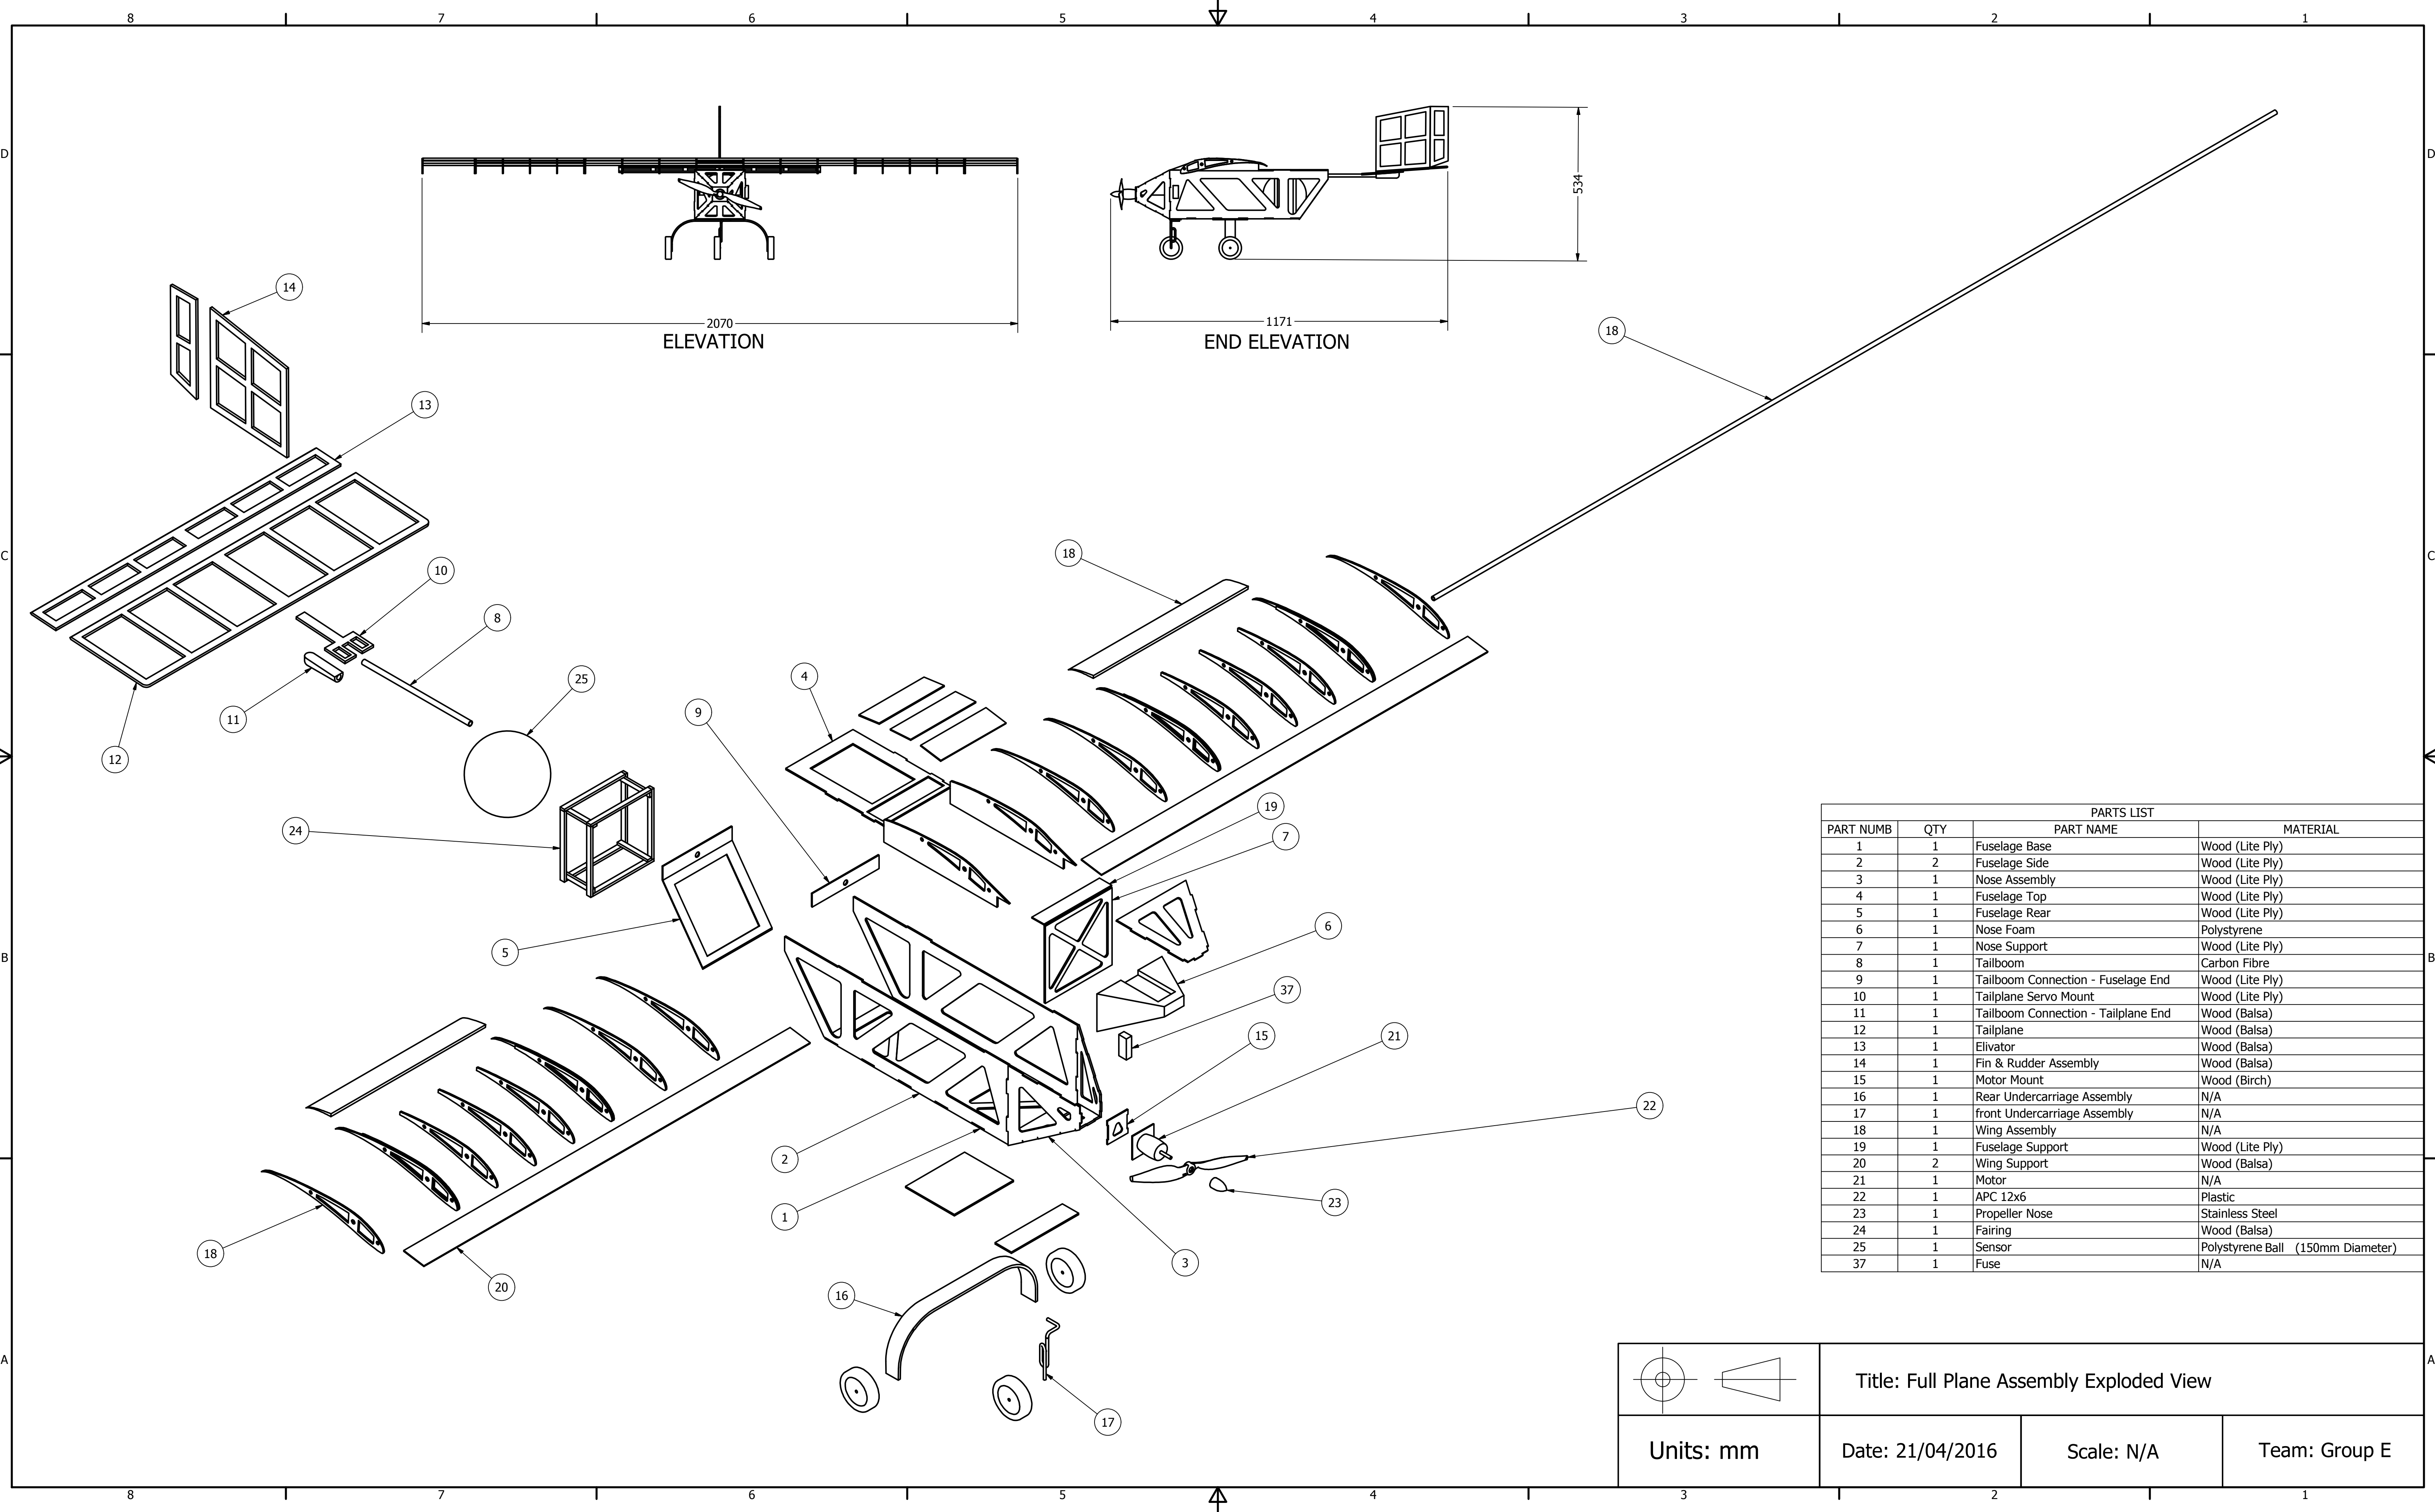 8 7 6 5 4 3 2 1
D D
534
2070
ELEVATION
1171
END ELEVATION
14
18
13
C C
18
10
8
25
4
9
11
12
19
7
24
6
5
B B
37
15
21
22
2
23
1
18
3
20
16
17
A A
PARTS LIST
PART NUMB QTY PART NAME MATERIAL
1 1 Fuselage Base Wood (Lite Ply)
2 2 Fuselage Side Wood (Lite Ply)
3 1 Nose Assembly Wood (Lite Ply)
4 1 Fuselage Top Wood (Lite Ply)
5 1 Fuselage Rear Wood (Lite Ply)
6 1 Nose Foam Polystyrene
7 1 Nose Support Wood (Lite Ply)
8 1 Tailboom Carbon Fibre
9 1 Tailboom Connection - Fuselage End Wood (Lite Ply)
10 1 Tailplane Servo Mount Wood (Lite Ply)
11 1 Tailboom Connection - Tailplane End Wood (Balsa)
12 1 Tailplane Wood (Balsa)
13 1 Elivator Wood (Balsa)
14 1 Fin & Rudder Assembly Wood (Balsa)
15 1 Motor Mount Wood (Birch)
16 1 Rear Undercarriage Assembly N/A
17 1 front Undercarriage Assembly N/A
18 1 Wing Assembly N/A
19 1 Fuselage Support Wood (Lite Ply)
20 2 Wing Support Wood (Balsa)
21 1 Motor N/A
22 1 APC 12x6 Plastic
23 1 Propeller Nose Stainless Steel
24 1 Fairing Wood (Balsa)
25 1 Sensor Polystyrene Ball (150mm Diameter)
37 1 Fuse N/A
Title: Full Plane Assembly Exploded View
Units: mm Date: 21/04/2016 Scale: N/A Team: Group E
8 7 6 5 4 3 2 1